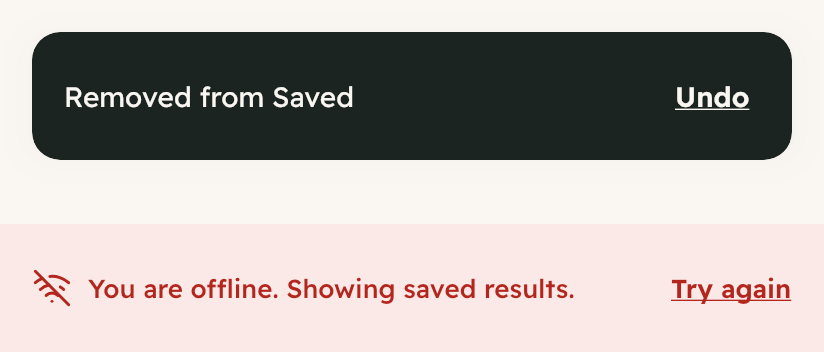 Removed from Saved Undo
You are offline. Showing saved results. Try again